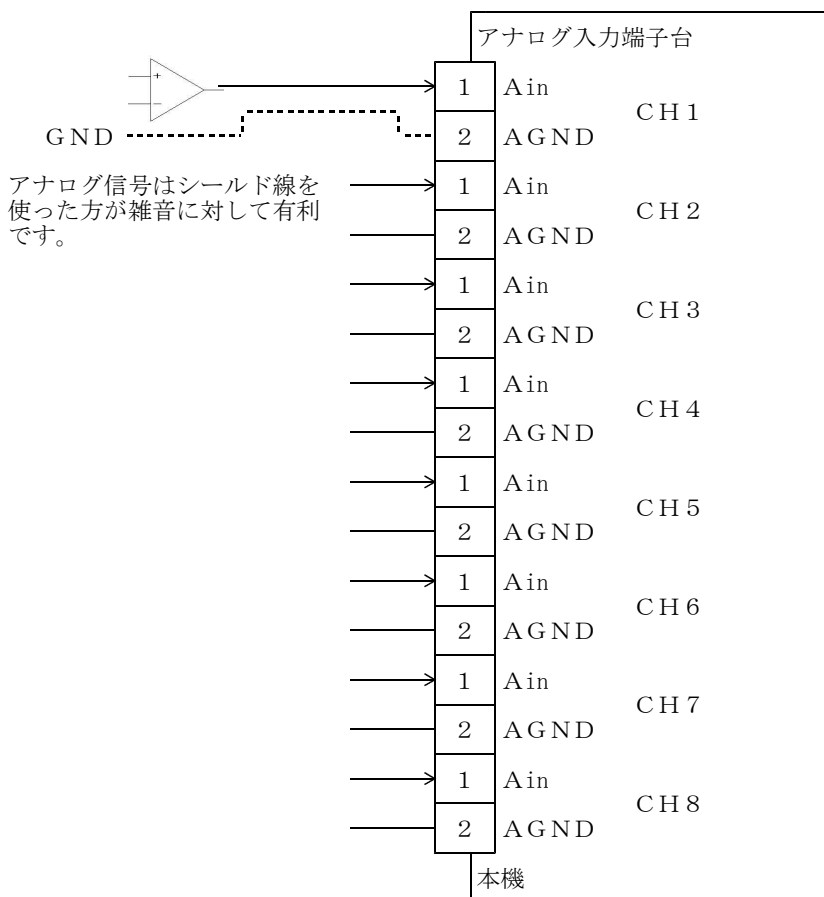 アナログ入力端子台
+
1 Ain
CH1
−
GND
2 AGND
アナログ信号はシールド線を
使った方が雑音に対して有利
です。
1 Ain
CH2
2 AGND
1 Ain
CH3
2 AGND
1 Ain
CH4
2 AGND
1 Ain
CH5
2 AGND
1 Ain
CH6
2 AGND
1 Ain
CH7
2 AGND
1 Ain
CH8
2 AGND
本機